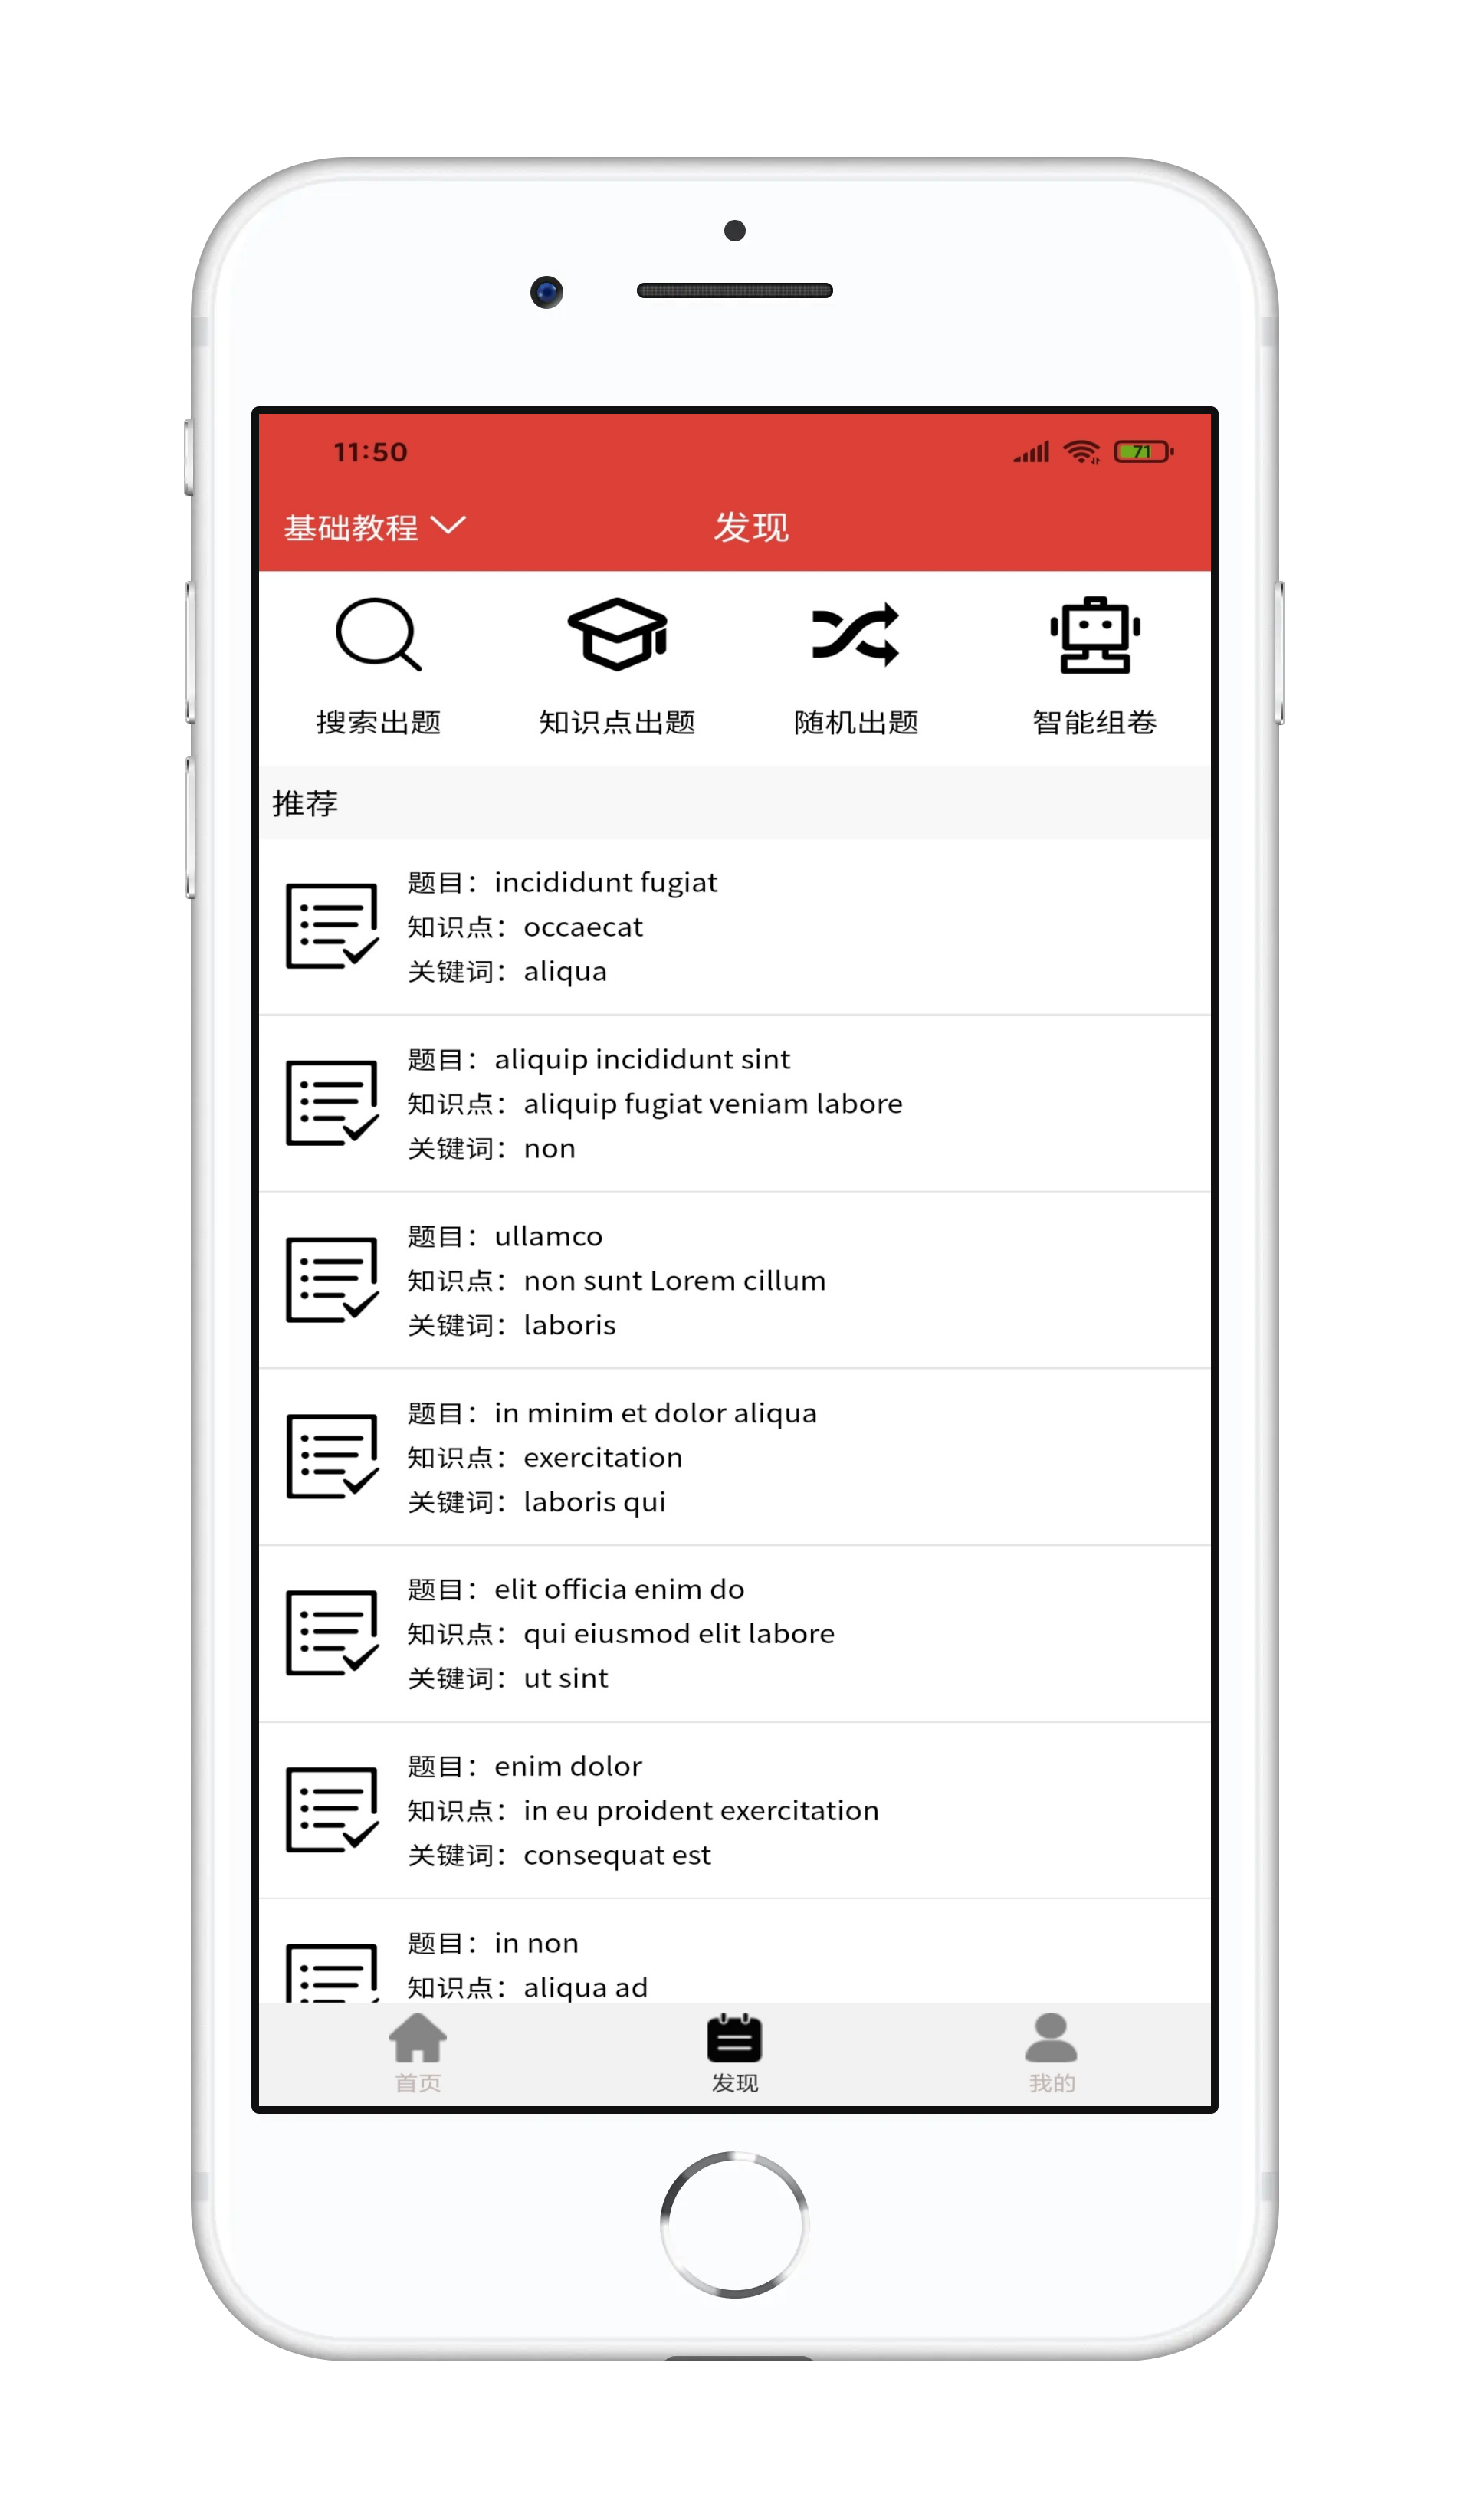 11:50 71
基础教程 发现
搜索出题 知识点出题 随机出题 智能组卷
推荐
题目：incididunt fugiat
知识点：occaecat
关键词：aliqua
题目：aliquip incididunt sint
知识点：aliquip fugiat veniam labore
关键词：non
题目：ullamco
知识点：non sunt Lorem cillum
关键词：laboris
题目：in minim et dolor aliqua
知识点：exercitation
关键词：laboris qui
题目：elit officia enim do
知识点：qui eiusmod elit labore
关键词：ut sint
题目：enim dolor
知识点：in eu proident exercitation
关键词：consequat est
题目：in non
知识点：aliqua ad
首页 发现 我的